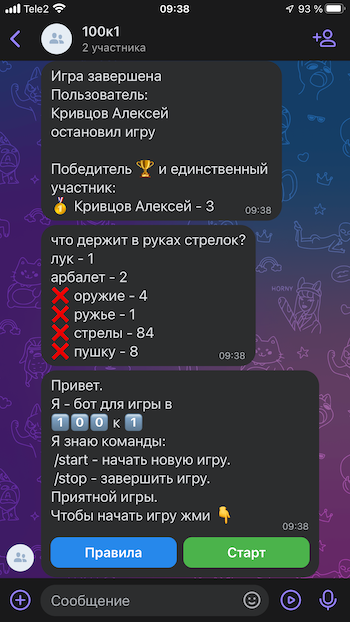 Tele2 09:38 93 %
100к1
2 участника
Игра завершена
Пользователь:
Кривцов Алексей
остановил игру
Победитель 🏆 и единственный
участник:
🥇 Кривцов Алексей - 3
09:38
что держит в руках стрелок?
лук - 1
арбалет - 2
❌ оружие - 4
❌ ружье - 1
❌ стрелы - 84
❌ пушку - 8
09:38
Привет.
Я - бот для игры в
1️⃣0️⃣0️⃣ к 1️⃣
Я знаю команды:
/start - начать новую игру.
/stop - завершить игру.
Приятной игры.
Чтобы начать игру жми 👇
09:38
Правила Старт
Сообщение
HORNY